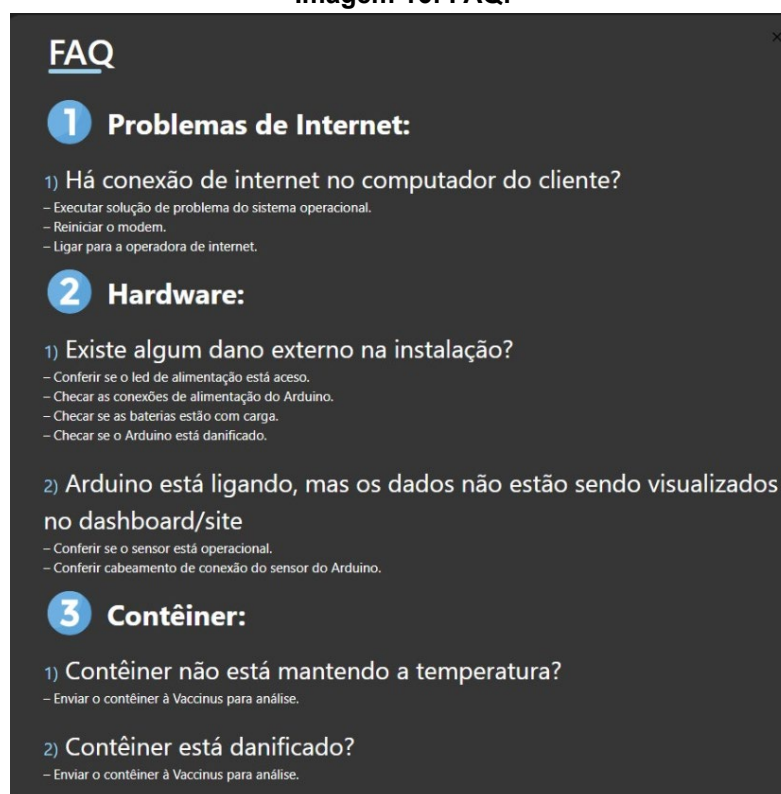 FAQ
1 Problemas de Internet:
1) Há conexão de internet no computador do cliente?
– Executar solução de problema do sistema operacional.
– Reiniciar o modem.
– Ligar para a operadora de internet.
2 Hardware:
1) Existe algum dano externo na instalação?
– Conferir se o led de alimentação está aceso.
– Checar as conexões de alimentação do Arduino.
– Checar se as baterias estão com carga.
– Checar se o Arduino está danificado.
2) Arduino está ligando, mas os dados não estão sendo visualizados
no dashboard/site
– Conferir se o sensor está operacional.
– Conferir cabeamento de conexão do sensor do Arduino.
3 Contêiner:
1) Contêiner não está mantendo a temperatura?
– Enviar o contêiner à Vaccinus para análise.
2) Contêiner está danificado?
– Enviar o contêiner à Vaccinus para análise.